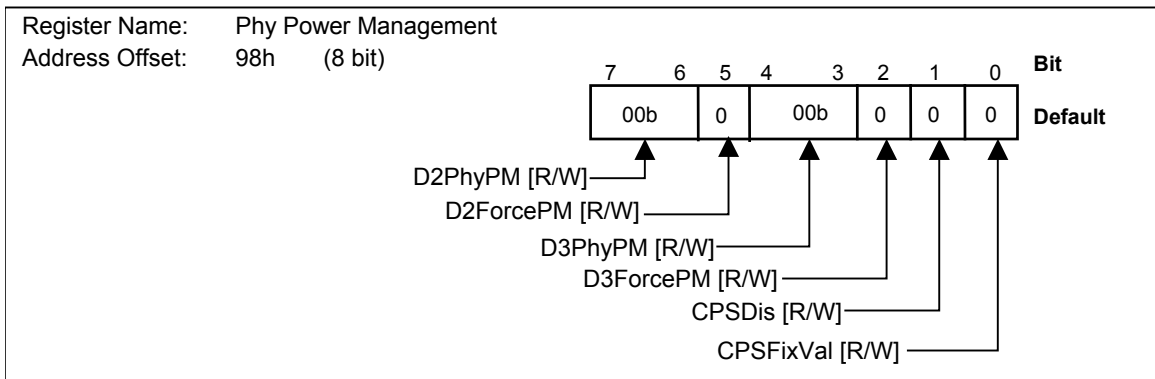 Register Name: Phy Power Management
Address Offset: 98h (8 bit)
7 6 5 4 3 2 1 0 Bit
00b 0 00b 0 0 0 Default
D2PhyPM [R/W]
D2ForcePM [R/W]
D3PhyPM [R/W]
D3ForcePM [R/W]
CPSDis [R/W]
CPSFixVal [R/W]